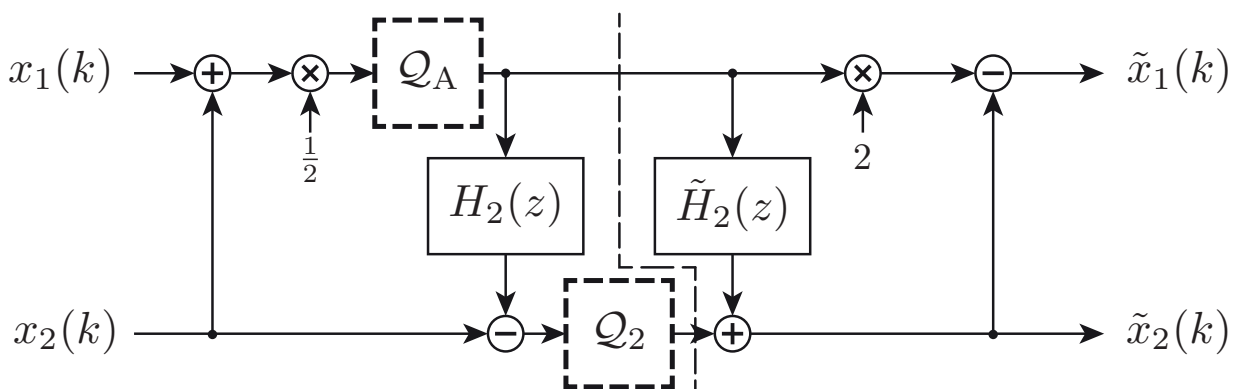 x₁(k) + × 𝒬_A × − x̃₁(k)
½ 2
H₂(z) H̃₂(z)
x₂(k) − 𝒬₂ + x̃₂(k)